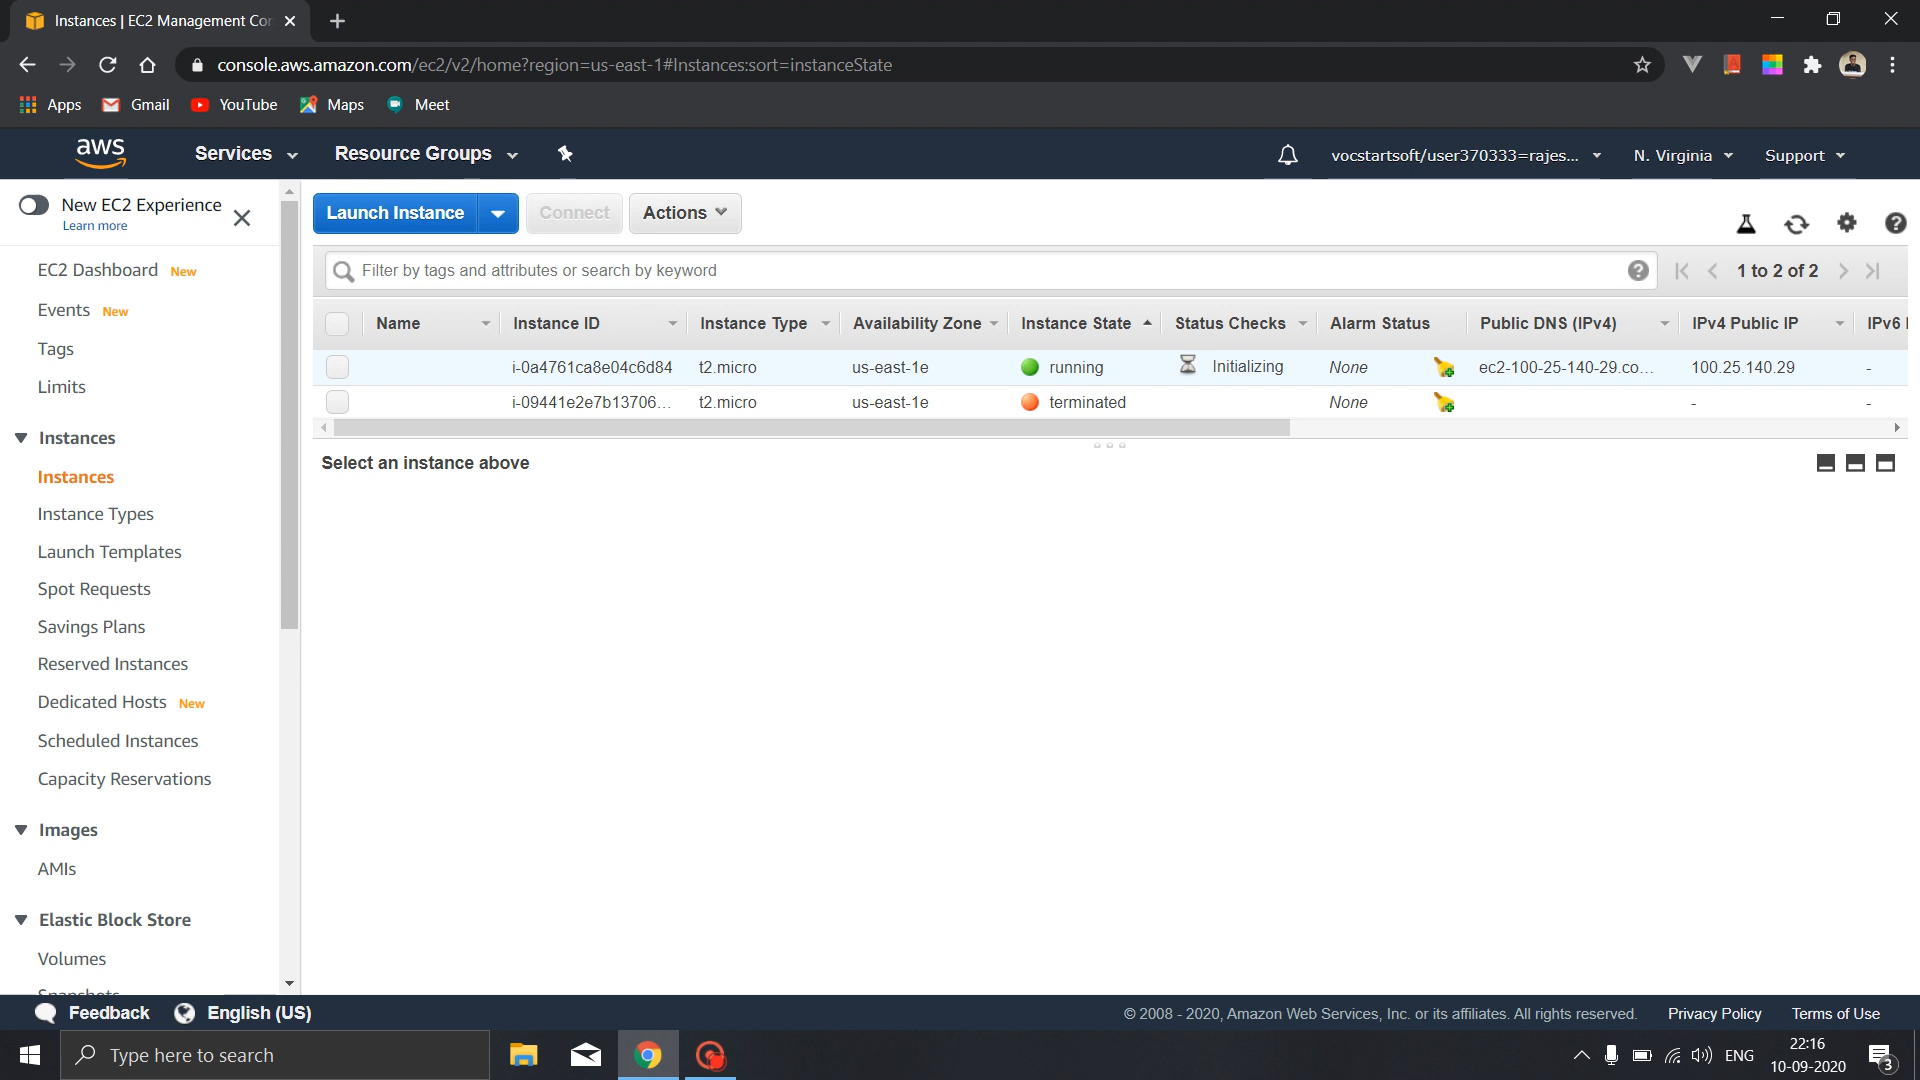 Instances | EC2 Management Co
console.aws.amazon.com/ec2/v2/home?region=us-east-1#Instances:sort=instanceState
Apps Gmail YouTube Maps Meet
aws Services Resource Groups vocstartsoft/user370333=rajes... N. Virginia Support
New EC2 Experience
Learn more
Launch Instance Connect Actions
Filter by tags and attributes or search by keyword 1 to 2 of 2
Name Instance ID Instance Type Availability Zone Instance State Status Checks Alarm Status Public DNS (IPv4) IPv4 Public IP IPv6
i-0a4761ca8e04c6d84 t2.micro us-east-1e running Initializing None ec2-100-25-140-29.co... 100.25.140.29 -
i-09441e2e7b13706... t2.micro us-east-1e terminated None - -
Select an instance above
EC2 Dashboard New
Events New
Tags
Limits
Instances
Instances
Instance Types
Launch Templates
Spot Requests
Savings Plans
Reserved Instances
Dedicated Hosts New
Scheduled Instances
Capacity Reservations
Images
AMIs
Elastic Block Store
Volumes
Snapshots
Feedback English (US) © 2008 - 2020, Amazon Web Services, Inc. or its affiliates. All rights reserved. Privacy Policy Terms of Use
Type here to search ENG 22:16
10-09-2020 3